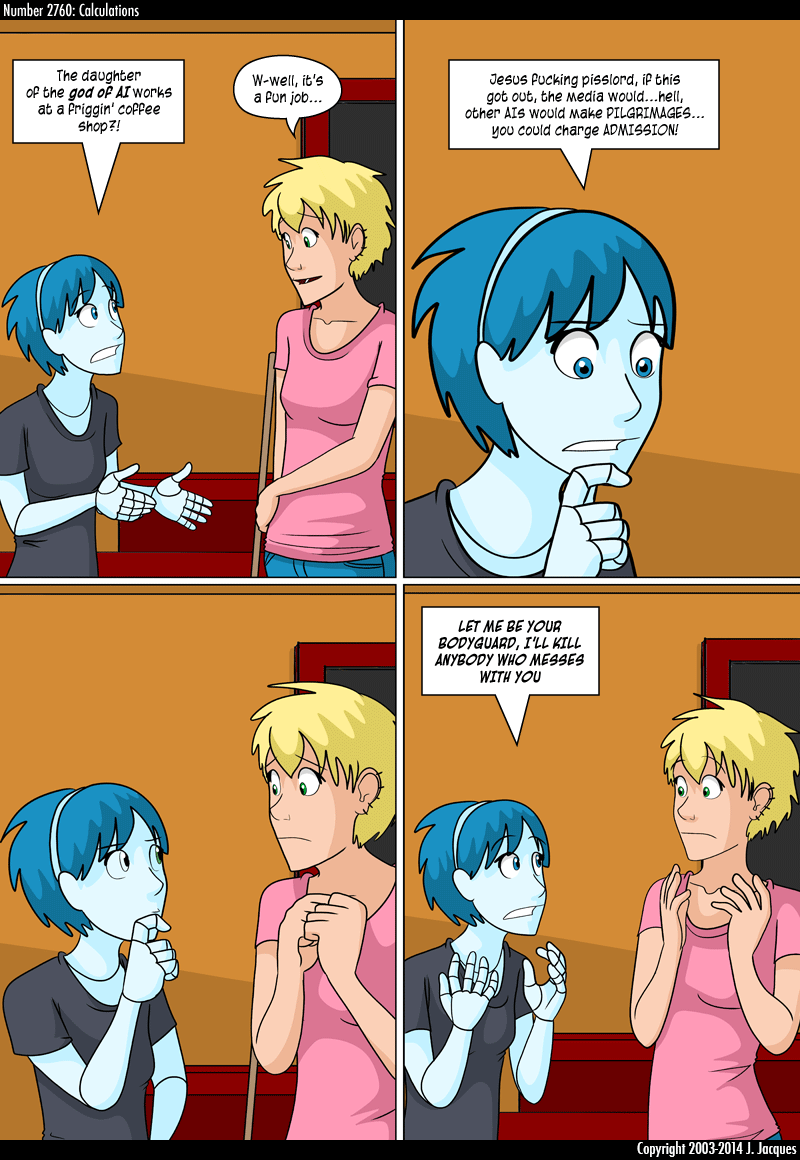 Number 2760: Calculations
The daughter
of the god of AI works
at a friggin' coffee
shop?!
W-well, it's
a fun job...
Jesus fucking pisslord, if this
got out, the media would...hell,
other AIs would make PILGRIMAGES...
you could charge ADMISSION!
LET ME BE YOUR
BODYGUARD, I'LL KILL
ANYBODY WHO MESSES
WITH YOU
Copyright 2003-2014 J. Jacques